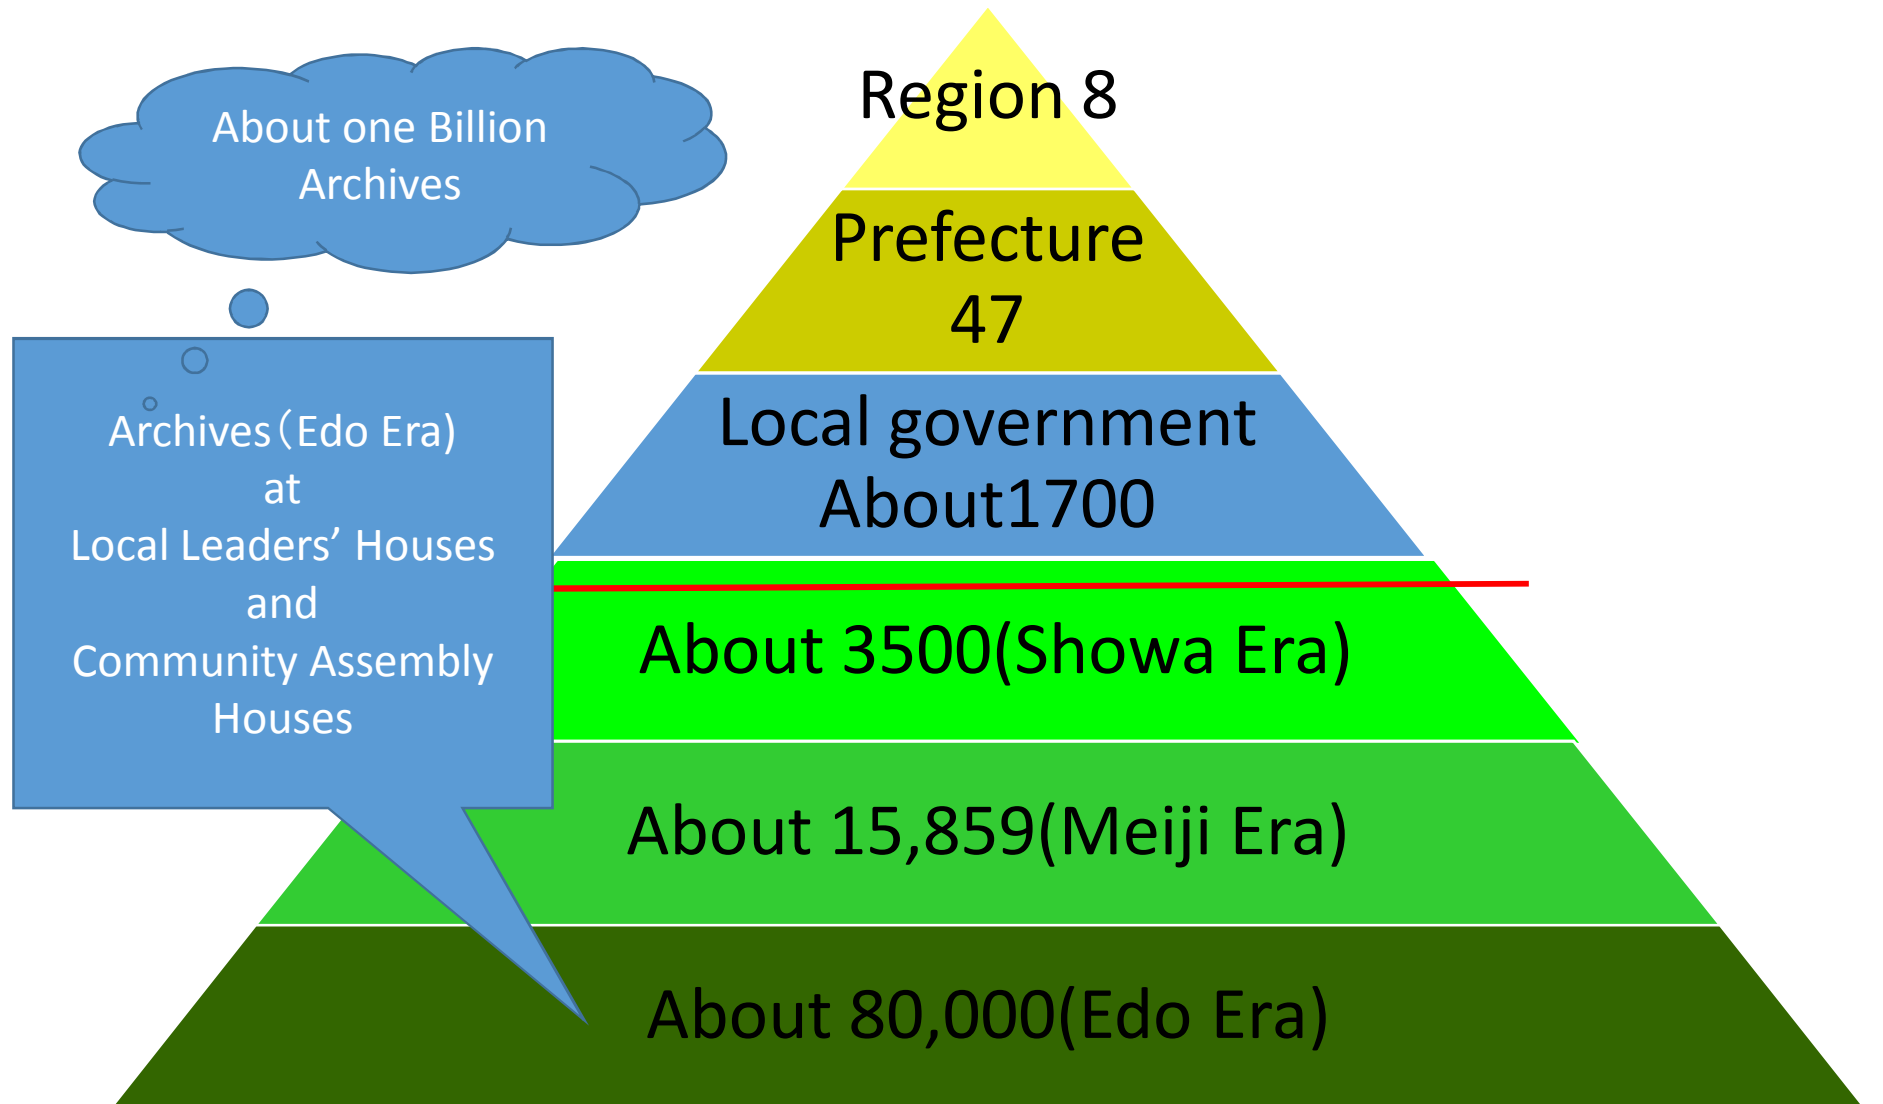 About one Billion
Archives
Archives（Edo Era)
at
Local Leaders’ Houses
and
Community Assembly
Houses
Region 8
Prefecture
47
Local government
About1700
About 3500(Showa Era)
About 15,859(Meiji Era)
About 80,000(Edo Era)